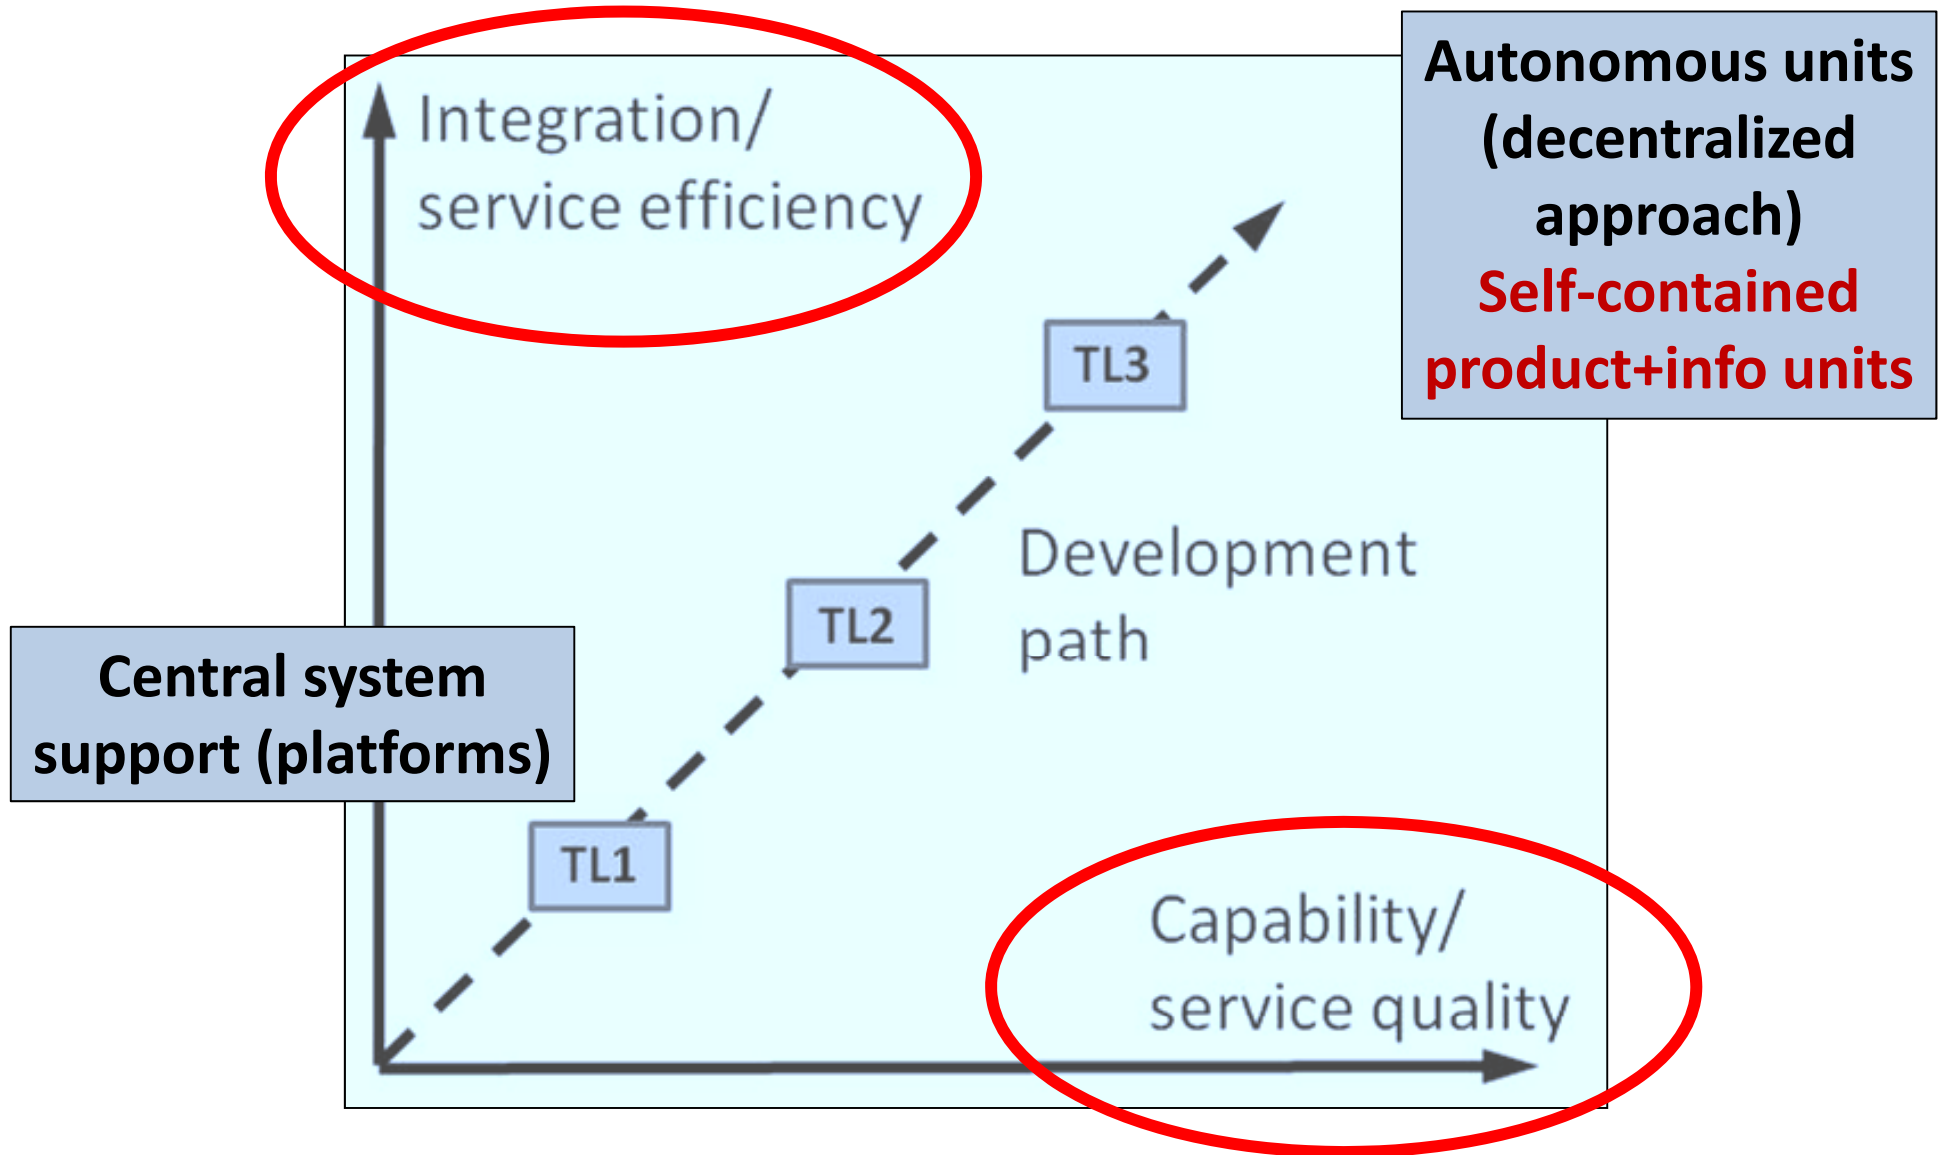 Integration/
service efficiency
Autonomous units
(decentralized
approach)
Self-contained
product+info units
TL3
Development
path
TL2
Central system
support (platforms)
TL1
Capability/
service quality